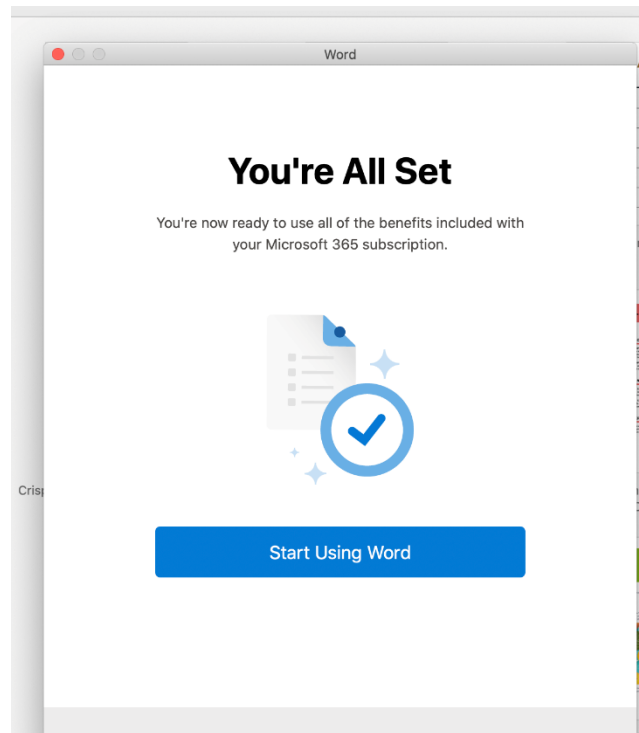 Word
You're All Set
You're now ready to use all of the benefits included with
your Microsoft 365 subscription.
Start Using Word